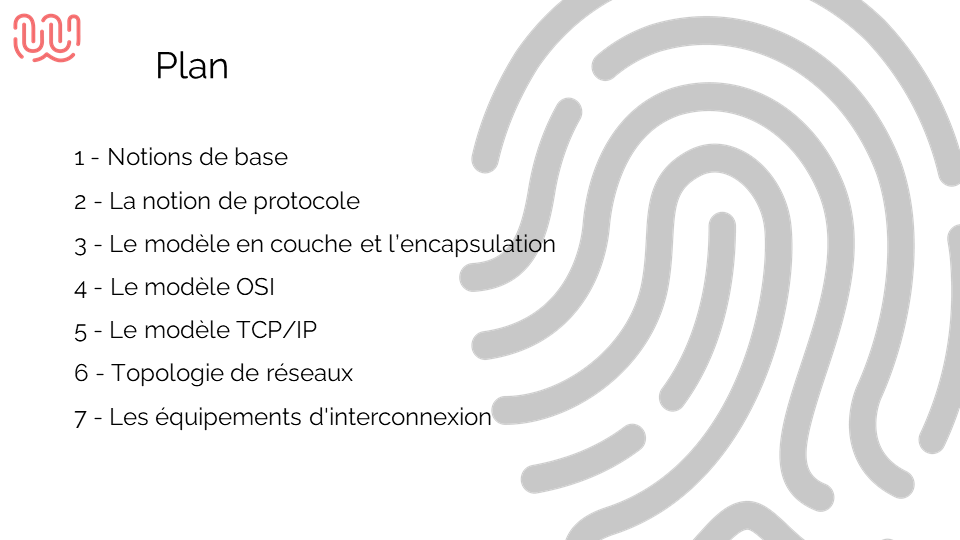 Plan
1 - Notions de base
2 - La notion de protocole
3 - Le modèle en couche et l’encapsulation
4 - Le modèle OSI
5 - Le modèle TCP/IP
6 - Topologie de réseaux
7 - Les équipements d'interconnexion